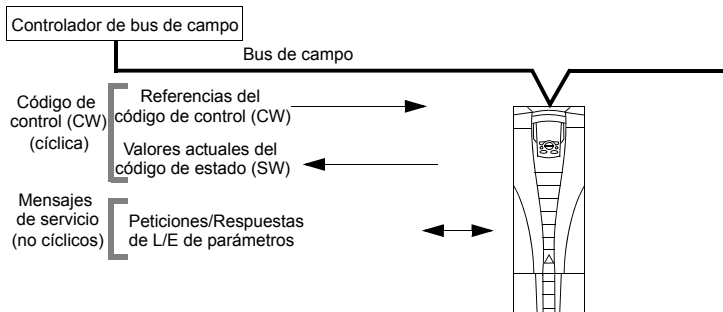 Controlador de bus de campo
Bus de campo
Código de
control (CW)
(cíclica)
Referencias del
código de control (CW)
Valores actuales del
código de estado (SW)
Mensajes
de servicio
(no cíclicos)
Peticiones/Respuestas
de L/E de parámetros